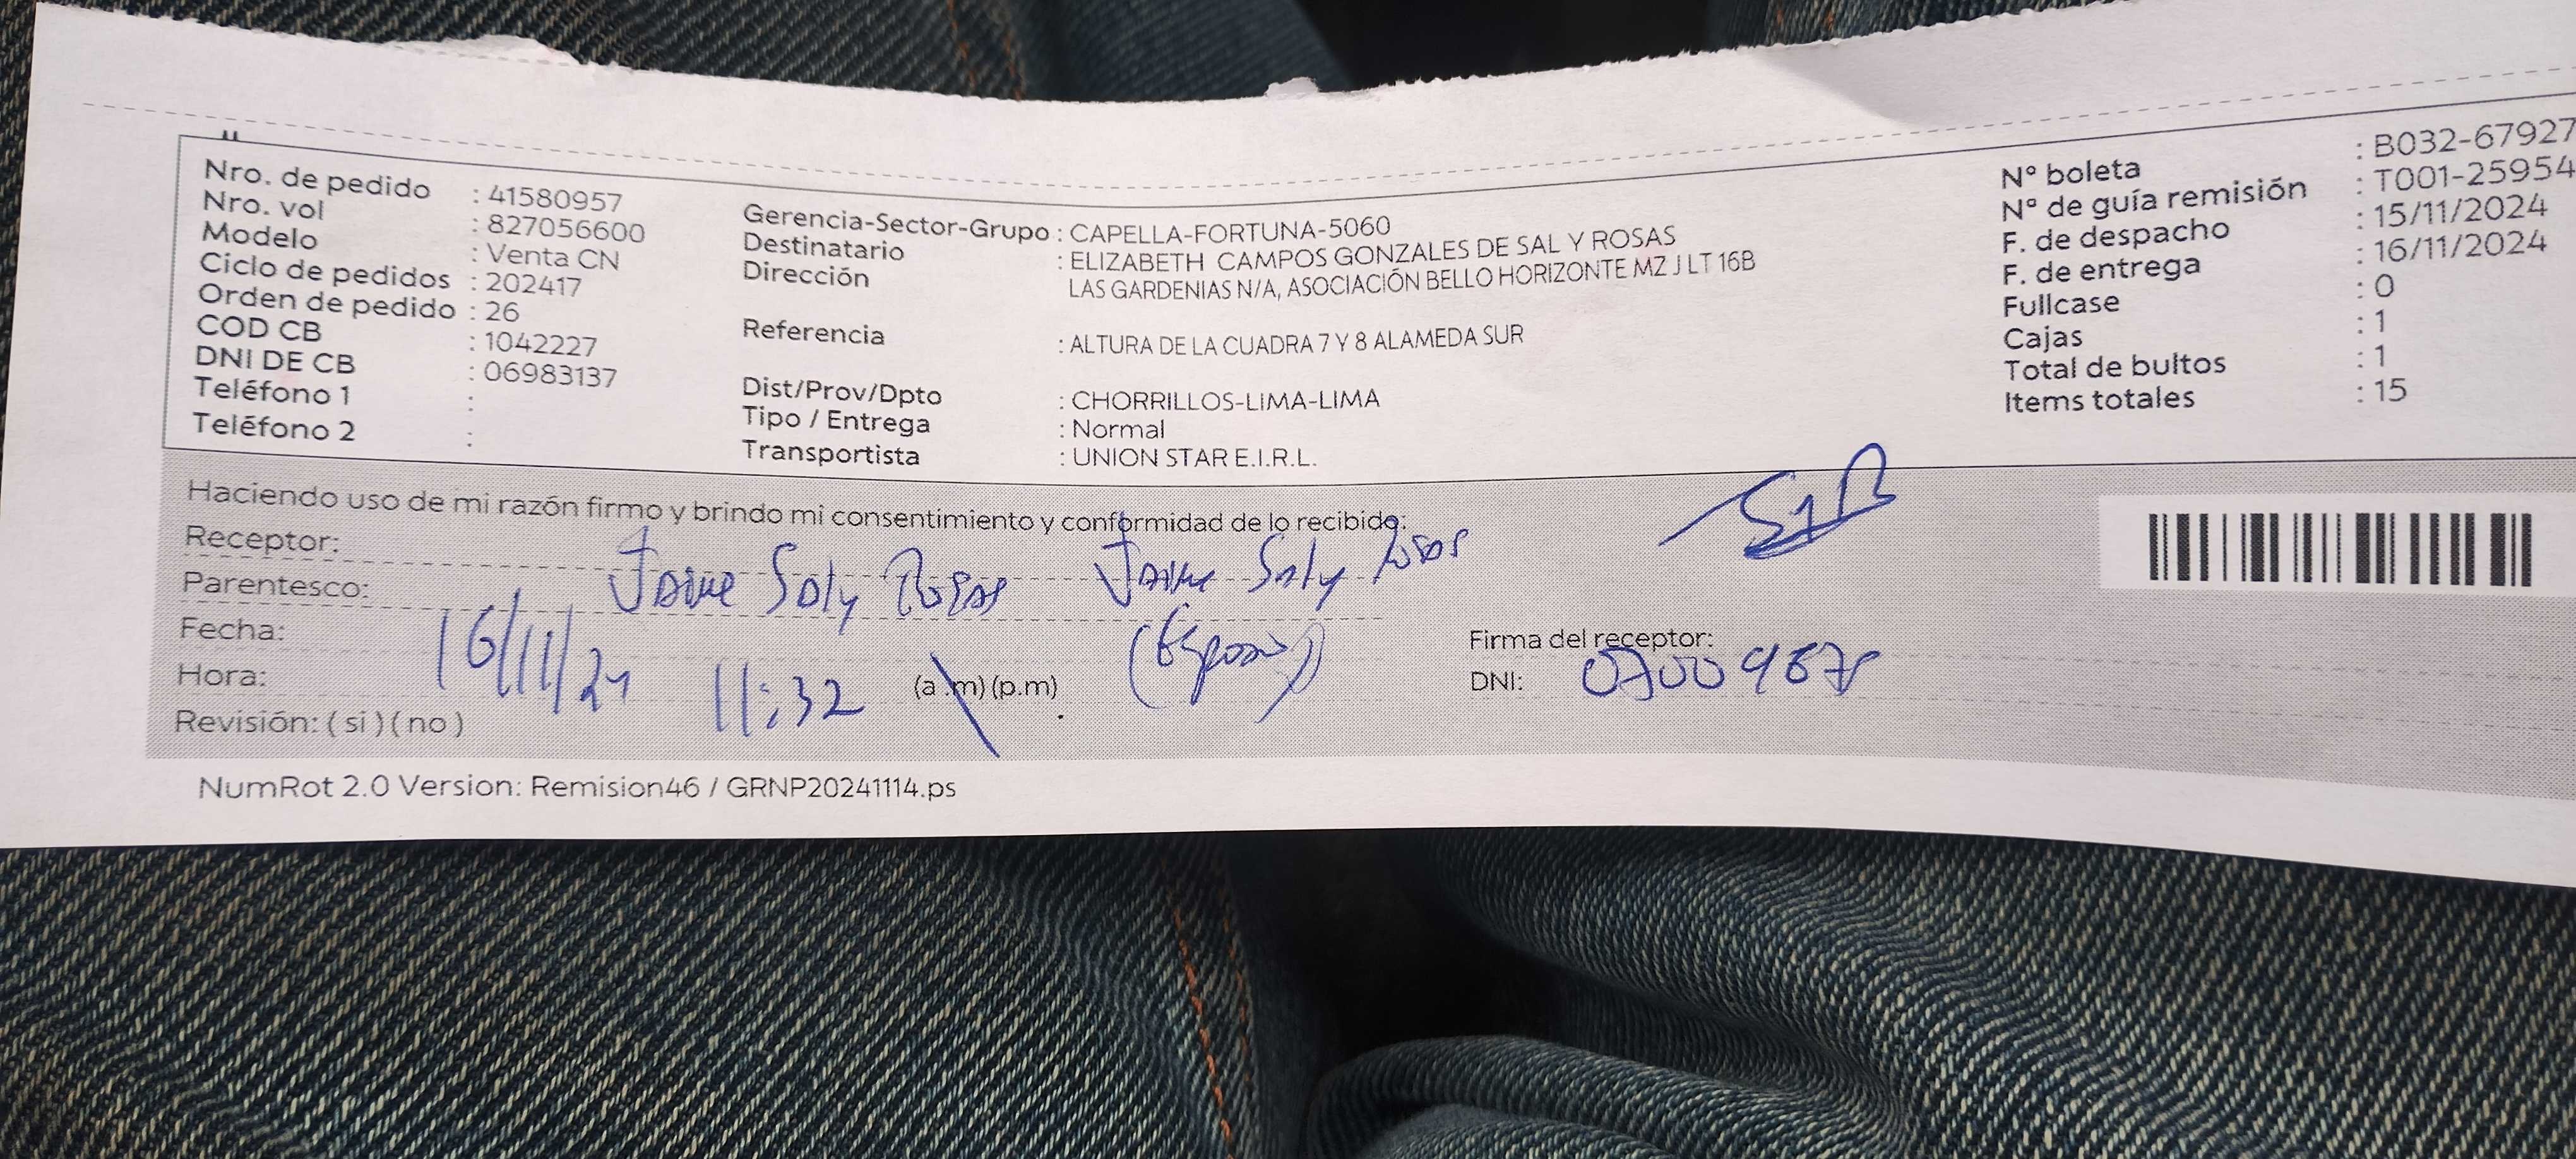 Nro. de pedido : 41580957
Nro. vol : 827056600
Modelo : Venta CN
Ciclo de pedidos : 202417
Orden de pedido : 26
COD CB : 1042227
DNI DE CB : 06983137
Teléfono 1 :
Teléfono 2 :
Gerencia-Sector-Grupo : CAPELLA-FORTUNA-5060
Destinatario : ELIZABETH CAMPOS GONZALES DE SAL Y ROSAS
Dirección : LAS GARDENIAS N/A, ASOCIACIÓN BELLO HORIZONTE MZ J LT 16B
Referencia : ALTURA DE LA CUADRA 7 Y 8 ALAMEDA SUR
Dist/Prov/Dpto : CHORRILLOS-LIMA-LIMA
Tipo / Entrega : Normal
Transportista : UNION STAR E.I.R.L.
N° boleta : B032-67927
N° de guía remisión : T001-25954
F. de despacho : 15/11/2024
F. de entrega : 16/11/2024
Fullcase : 0
Cajas : 1
Total de bultos : 1
Items totales : 15
Haciendo uso de mi razón firmo y brindo mi consentimiento y conformidad de lo recibido:
Receptor: Jaime Sal y Rosas Jaime Sal y Rosas
Parentesco: (Esposo)
Fecha: 16/11/24
Hora: 11:32 (a.m) (p.m)
Revisión: ( si ) ( no )
Firma del receptor:
DNI:
NumRot 2.0 Version: Remision46 / GRNP20241114.ps